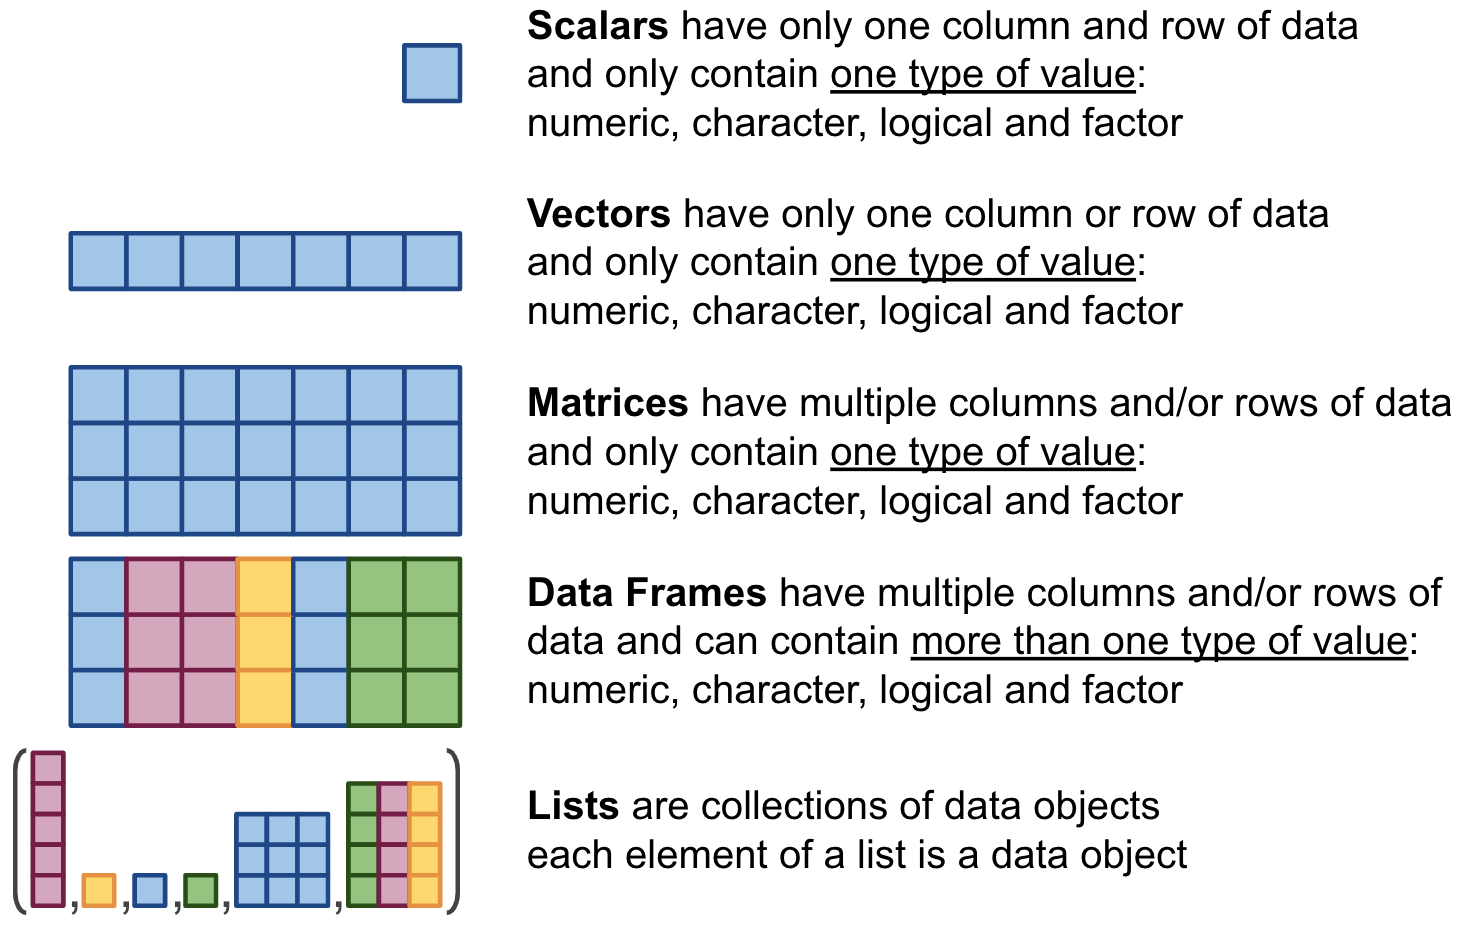 Scalars have only one column and row of data
and only contain one type of value:
numeric, character, logical and factor
Vectors have only one column or row of data
and only contain one type of value:
numeric, character, logical and factor
Matrices have multiple columns and/or rows of data
and only contain one type of value:
numeric, character, logical and factor
Data Frames have multiple columns and/or rows of
data and can contain more than one type of value:
numeric, character, logical and factor
( , , , , , )
Lists are collections of data objects
each element of a list is a data object